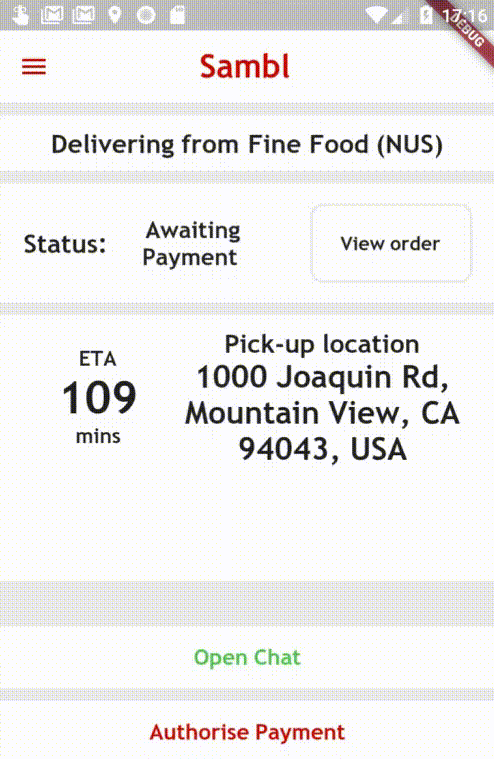 17:16
DEBUG
Sambl
Delivering from Fine Food (NUS)
Status:
Awaiting
Payment
View order
ETA
109
mins
Pick-up location
1000 Joaquin Rd,
Mountain View, CA
94043, USA
Open Chat
Authorise Payment